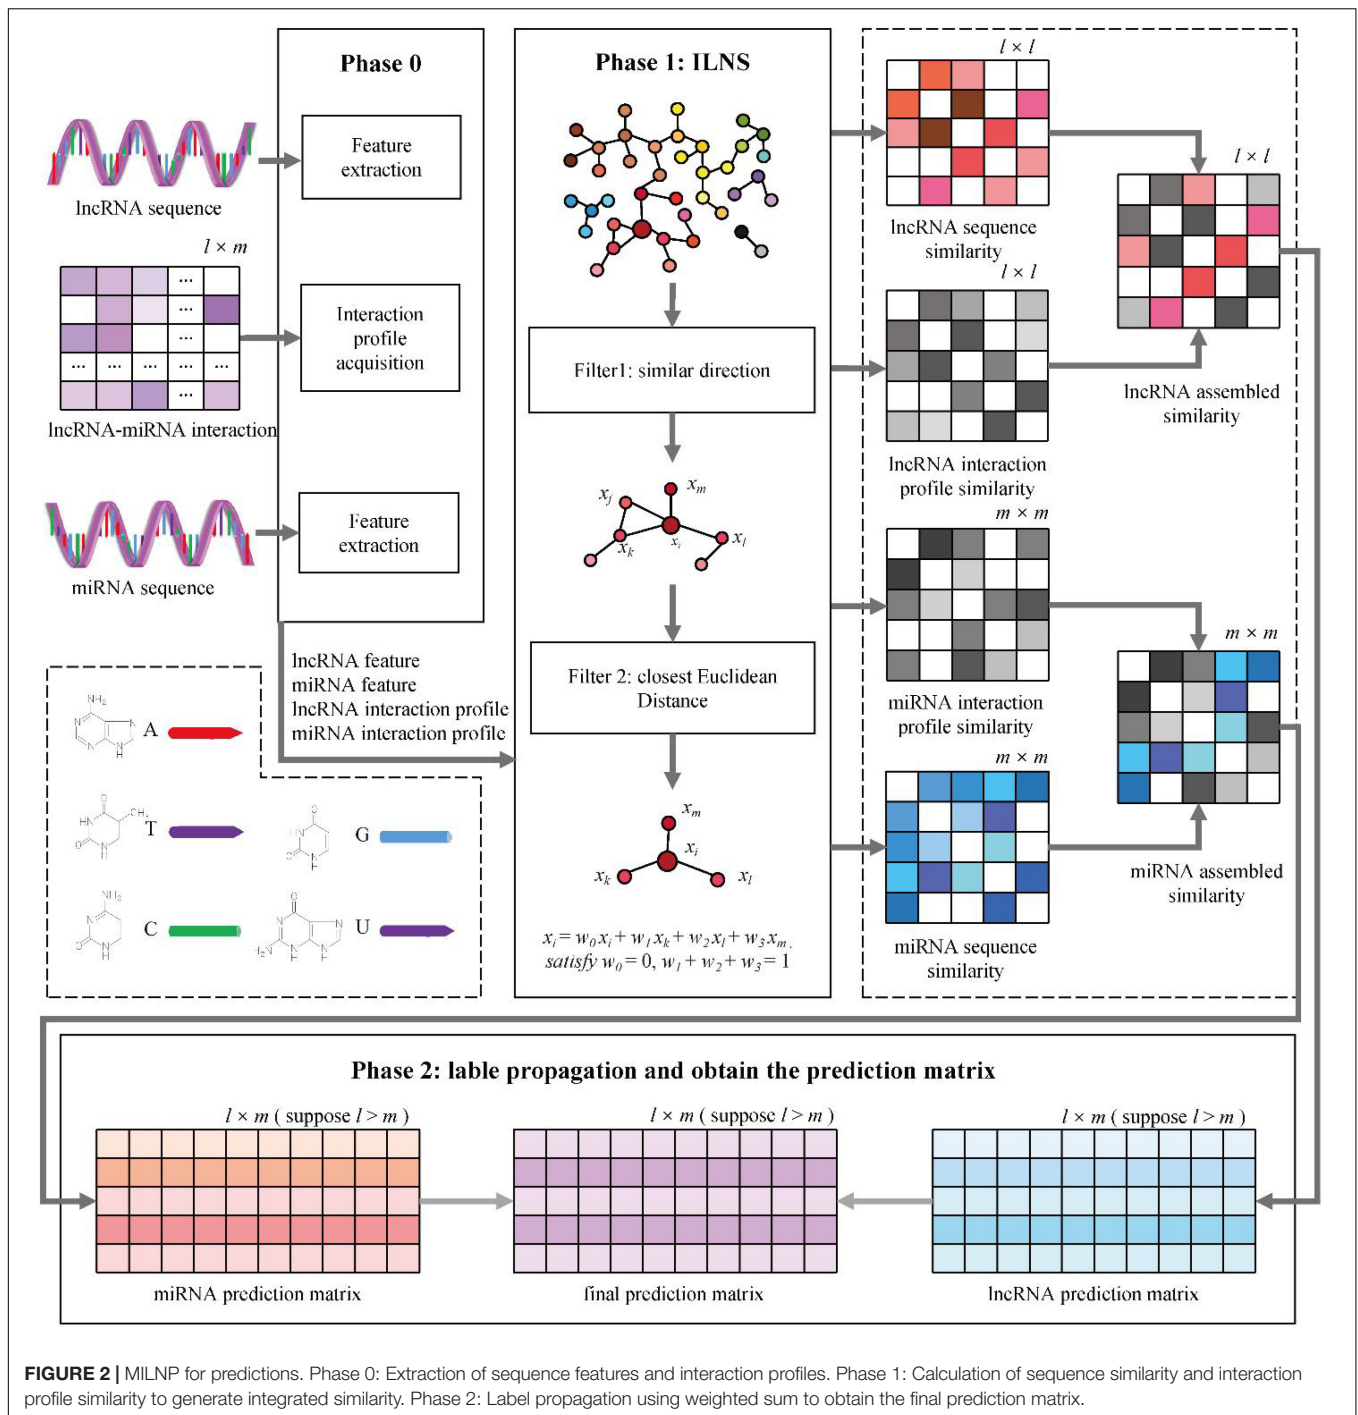 Phase 0
Feature
extraction
lncRNA sequence
l × m
...
...
...
... ... ... ... ...
...
lncRNA-miRNA interaction
Interaction
profile
acquisition
miRNA sequence
Feature
extraction
lncRNA feature
miRNA feature
lncRNA interaction profile
miRNA interaction profile
NH2
N
N
N
N
H
A
O
CH3
HN
O
N
H
T
O
HN
O
N
H
G
NH2
N
O
N
H
C
O
N
N
H2N
N
N
H
U
Phase 1: ILNS
Filter1: similar direction
xj
xm
xk
xi
xl
Filter 2: closest Euclidean
Distance
xm
xi
xk
xl
xi = w0xi + w1xk + w2xl + w3xm,
satisfy w0 = 0, w1 + w2 + w3 = 1
l × l
lncRNA sequence
similarity
l × l
lncRNA interaction
profile similarity
l × l
lncRNA assembled
similarity
m × m
miRNA interaction
profile similarity
m × m
miRNA sequence
similarity
m × m
miRNA assembled
similarity
Phase 2: lable propagation and obtain the prediction matrix
l × m ( suppose l > m )
l × m ( suppose l > m )
l × m ( suppose l > m )
miRNA prediction matrix
final prediction matrix
lncRNA prediction matrix
FIGURE 2 | MILNP for predictions. Phase 0: Extraction of sequence features and interaction profiles. Phase 1: Calculation of sequence similarity and interaction
profile similarity to generate integrated similarity. Phase 2: Label propagation using weighted sum to obtain the final prediction matrix.